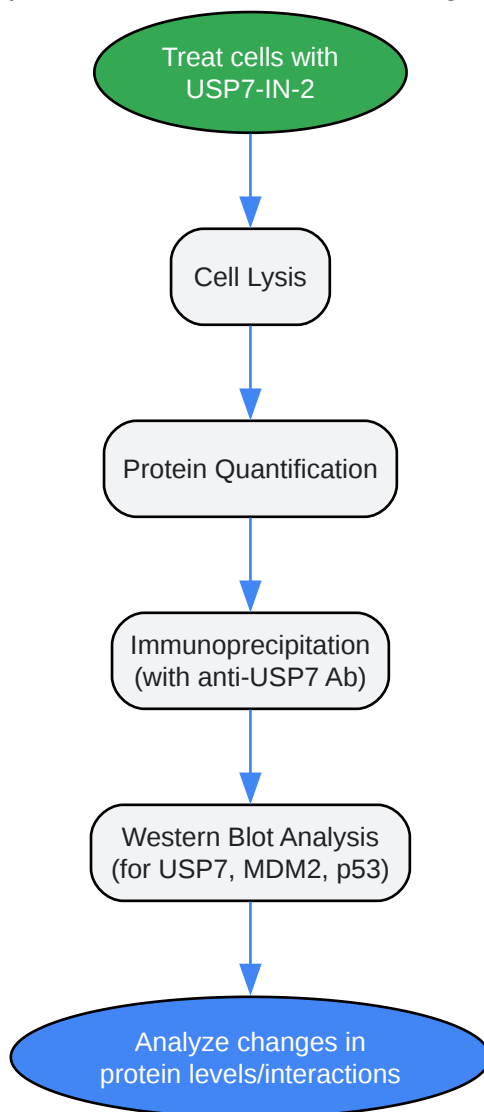 Treat cells with
USP7-IN-2
Cell Lysis
Protein Quantification
Immunoprecipitation
(with anti-USP7 Ab)
Western Blot Analysis
(for USP7, MDM2, p53)
Analyze changes in
protein levels/interactions